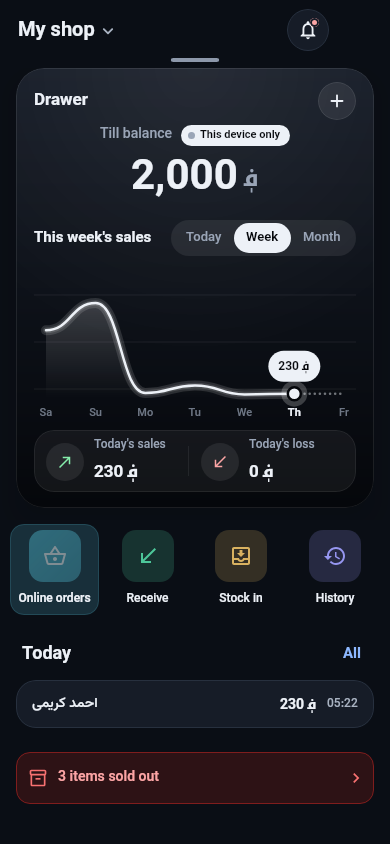 My shop
Drawer
Till balance This device only
2,000 ؋
This week's sales Today Week Month
230 ؋
Sa Su Mo Tu We Th Fr
Today's sales Today's loss
230 ؋ 0 ؋
Online orders Receive Stock in History
Today All
احمد کریمی 230 ؋ 05:22
3 items sold out